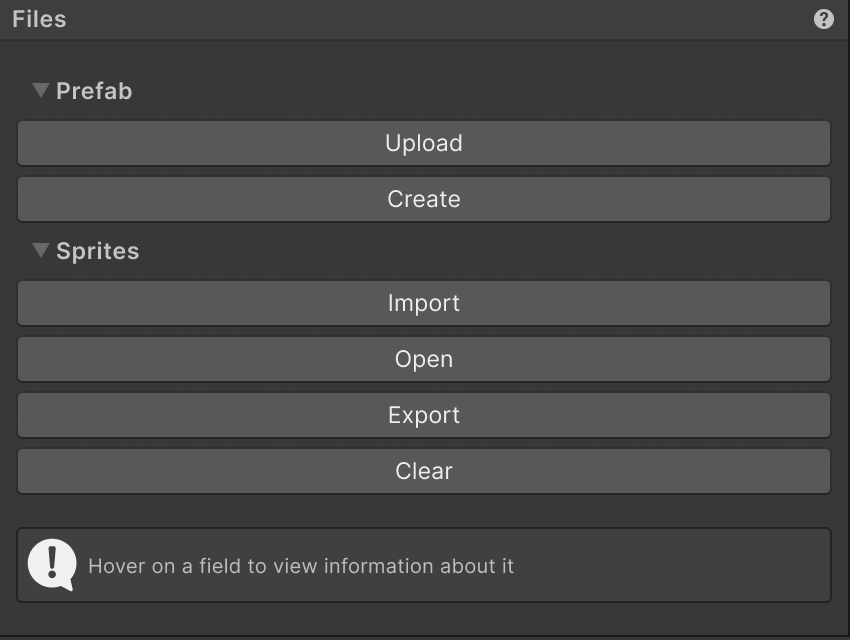 Files
Prefab
Upload
Create
Sprites
Import
Open
Export
Clear
Hover on a field to view information about it